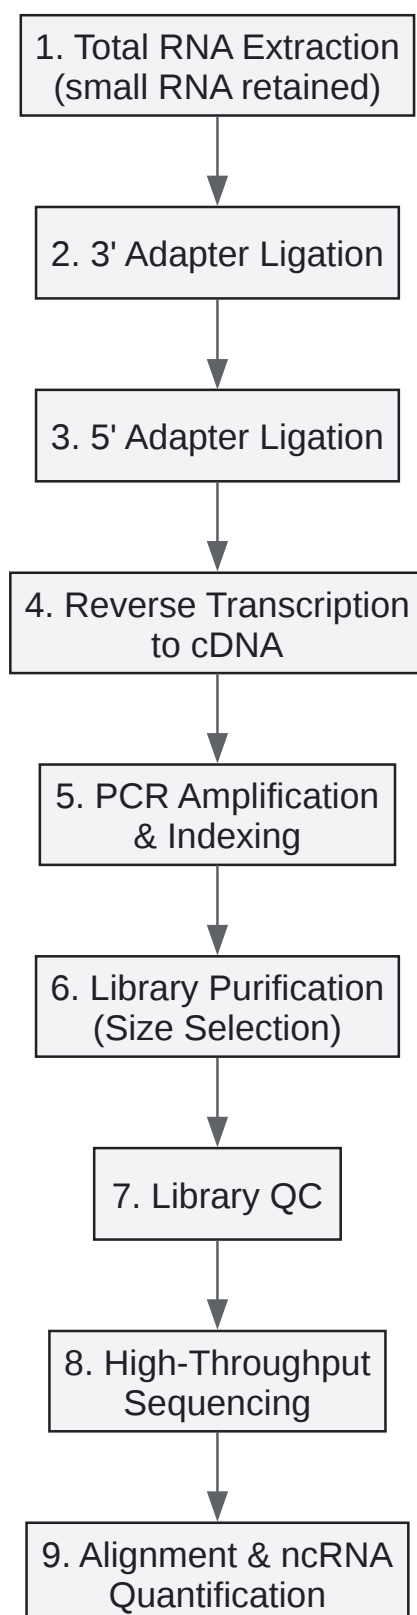 1. Total RNA Extraction
(small RNA retained)
2. 3' Adapter Ligation
3. 5' Adapter Ligation
4. Reverse Transcription
to cDNA
5. PCR Amplification
& Indexing
6. Library Purification
(Size Selection)
7. Library QC
8. High-Throughput
Sequencing
9. Alignment & ncRNA
Quantification